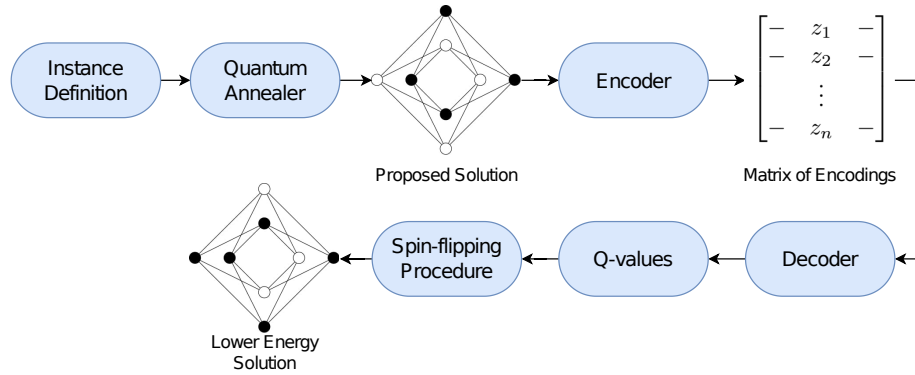 Instance
Definition
Quantum
Annealer
Proposed Solution
Encoder
− z₁ −
− z₂ −
⋮
− zₙ −
Matrix of Encodings
Decoder
Q-values
Spin-flipping
Procedure
Lower Energy
Solution